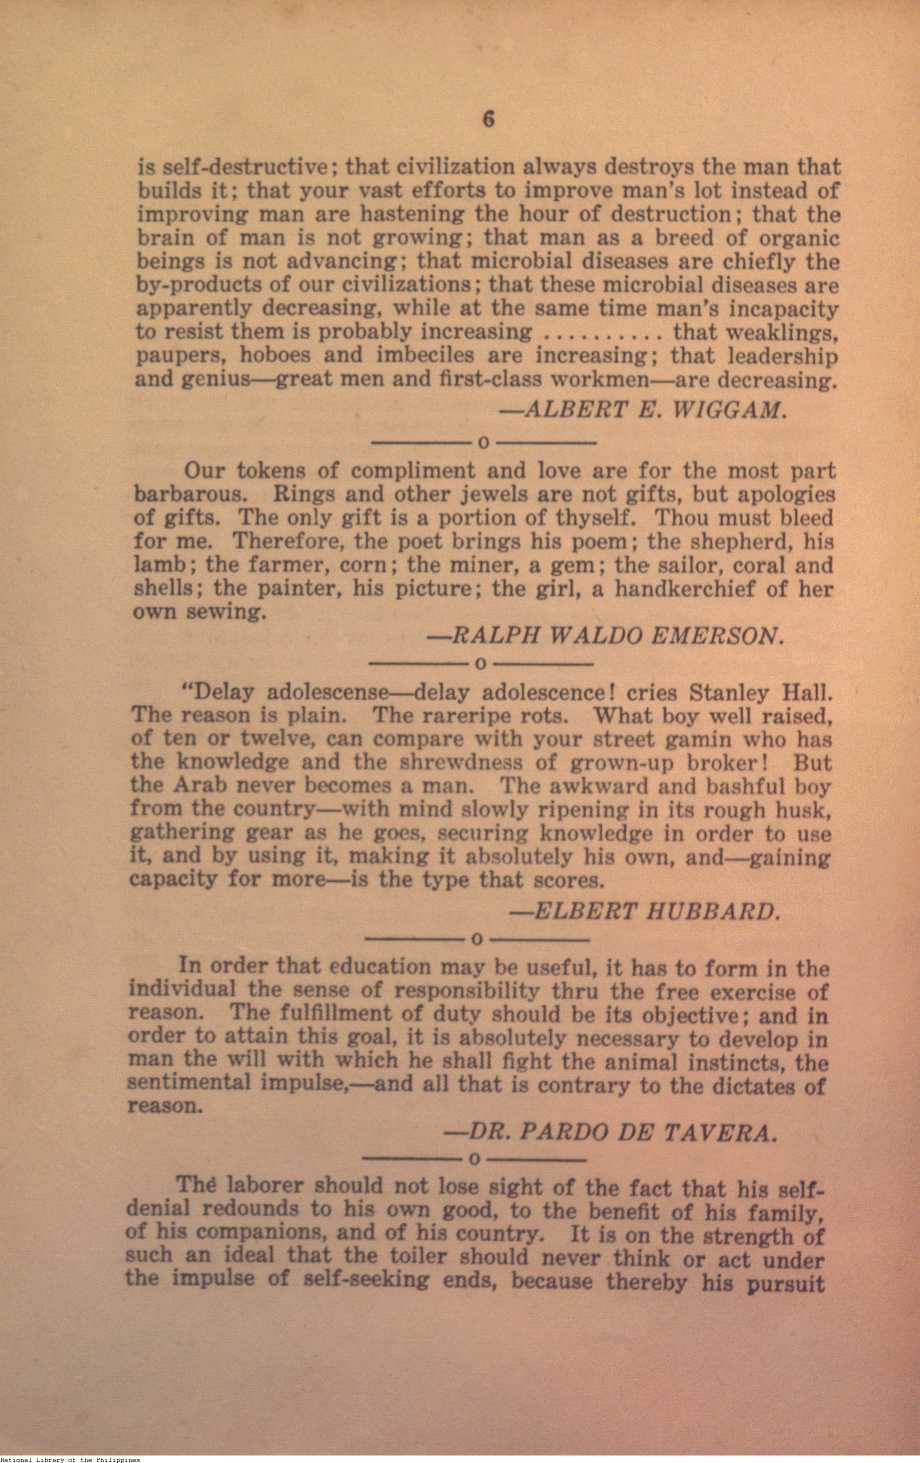 6
is self-destructive; that civilization always destroys the man that
builds it; that your vast efforts to improve man's lot instead of
improving man are hastening the hour of destruction; that the
brain of man is not growing; that man as a breed of organic
beings is not advancing; that microbial diseases are chiefly the
by-products of our civilizations; that these microbial diseases are
apparently decreasing, while at the same time man's incapacity
to resist them is probably increasing .......... that weaklings,
paupers, hoboes and imbeciles are increasing; that leadership
and genius—great men and first-class workmen—are decreasing.
—ALBERT E. WIGGAM.
———o———
Our tokens of compliment and love are for the most part
barbarous. Rings and other jewels are not gifts, but apologies
of gifts. The only gift is a portion of thyself. Thou must bleed
for me. Therefore, the poet brings his poem; the shepherd, his
lamb; the farmer, corn; the miner, a gem; the sailor, coral and
shells; the painter, his picture; the girl, a handkerchief of her
own sewing.
—RALPH WALDO EMERSON.
———o———
"Delay adolescense—delay adolescence! cries Stanley Hall.
The reason is plain. The rareripe rots. What boy well raised,
of ten or twelve, can compare with your street gamin who has
the knowledge and the shrewdness of grown-up broker! But
the Arab never becomes a man. The awkward and bashful boy
from the country—with mind slowly ripening in its rough husk,
gathering gear as he goes, securing knowledge in order to use
it, and by using it, making it absolutely his own, and—gaining
capacity for more—is the type that scores.
—ELBERT HUBBARD.
———o———
In order that education may be useful, it has to form in the
individual the sense of responsibility thru the free exercise of
reason. The fulfillment of duty should be its objective; and in
order to attain this goal, it is absolutely necessary to develop in
man the will with which he shall fight the animal instincts, the
sentimental impulse,—and all that is contrary to the dictates of
reason.
—DR. PARDO DE TAVERA.
———o———
The laborer should not lose sight of the fact that his self-
denial redounds to his own good, to the benefit of his family,
of his companions, and of his country. It is on the strength of
such an ideal that the toiler should never think or act under
the impulse of self-seeking ends, because thereby his pursuit
National Library of the Philippines